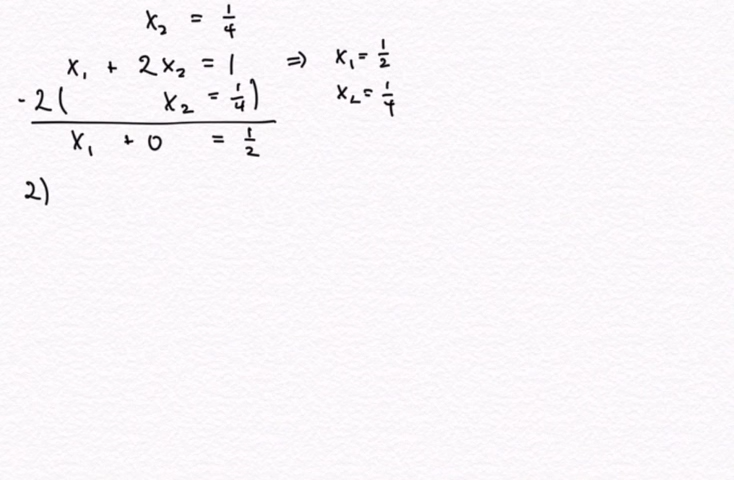 x₂ = 1/4
x₁ + 2x₂ = 1 ⇒ x₁ = 1/2
-2( x₂ = 1/4) x₂ = 1/4
x₁ + 0 = 1/2
2)